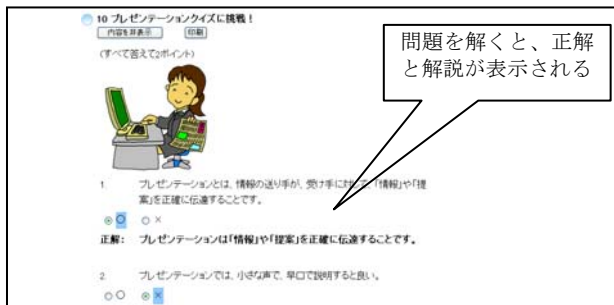 10 プレゼンテーションクイズに挑戦！
内容を非表示 印刷
(すべて答えて2ポイント)
問題を解くと、正解
と解説が表示される
1. プレゼンテーションとは、情報の送り手が、受け手に対して、「情報」や「提
案」を正確に伝達することです。
○ ×
正解: プレゼンテーションは「情報」や「提案」を正確に伝達することです。
2. プレゼンテーションでは、小さな声で、早口で説明すると良い。
○ ×